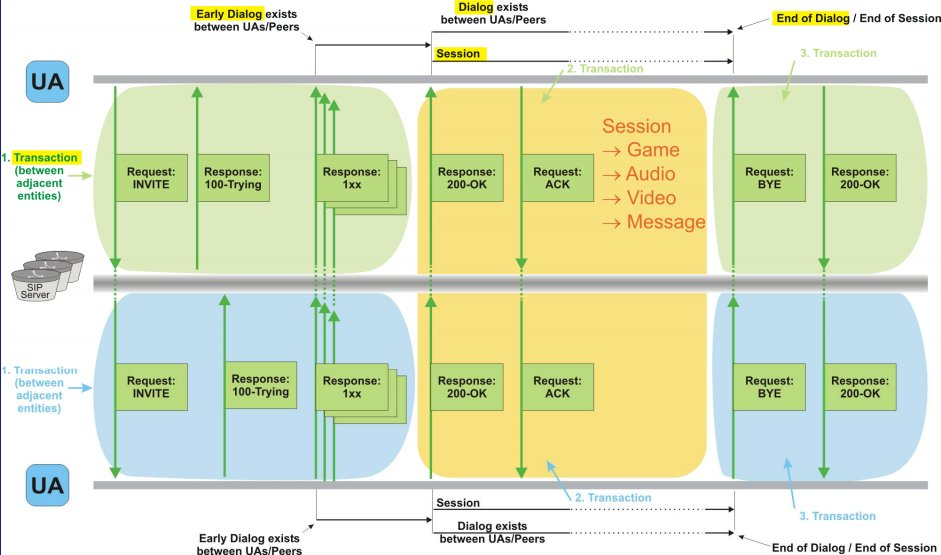 Early Dialog exists
between UAs/Peers
Dialog exists
between UAs/Peers
End of Dialog / End of Session
Session
2. Transaction
3. Transaction
UA
1. Transaction
(between
adjacent
entities)
Request:
INVITE
Response:
100-Trying
Response:
1xx
Response:
200-OK
Request:
ACK
Session
→ Game
→ Audio
→ Video
→ Message
Request:
BYE
Response:
200-OK
SIP
Server
1. Transaction
(between
adjacent
entities)
Request:
INVITE
Response:
100-Trying
Response:
1xx
Response:
200-OK
Request:
ACK
Request:
BYE
Response:
200-OK
UA
2. Transaction
3. Transaction
Session
Early Dialog exists
between UAs/Peers
Dialog exists
between UAs/Peers
End of Dialog / End of Session